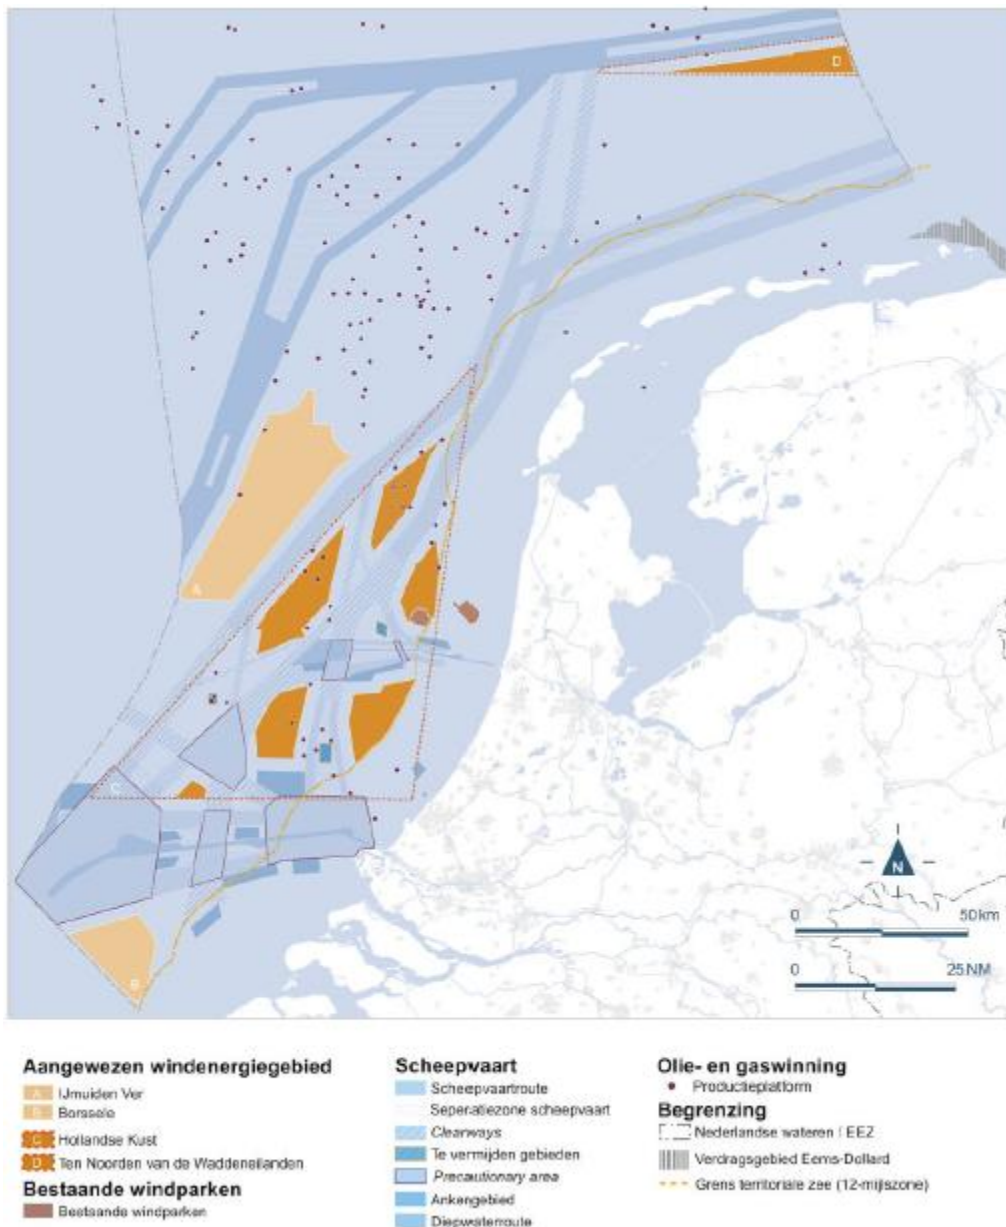 D
A
C
B
N
0 50km
0 25NM
Aangewezen windenergiegebied
A IJmuiden Ver
B Borssele
C Hollandse Kust
D Ten Noorden van de Waddeneilanden
Bestaande windparken
Bestaande windparken
Scheepvaart
Scheepvaartroute
Seperatiezone scheepvaart
Clearways
Te vermijden gebieden
Precautionary area
Ankergebied
Diepwaterroute
Olie- en gaswinning
Productieplatform
Begrenzing
Nederlandse wateren / EEZ
Verdragsgebied Eems-Dollard
Grens territoriale zee (12-mijlszone)